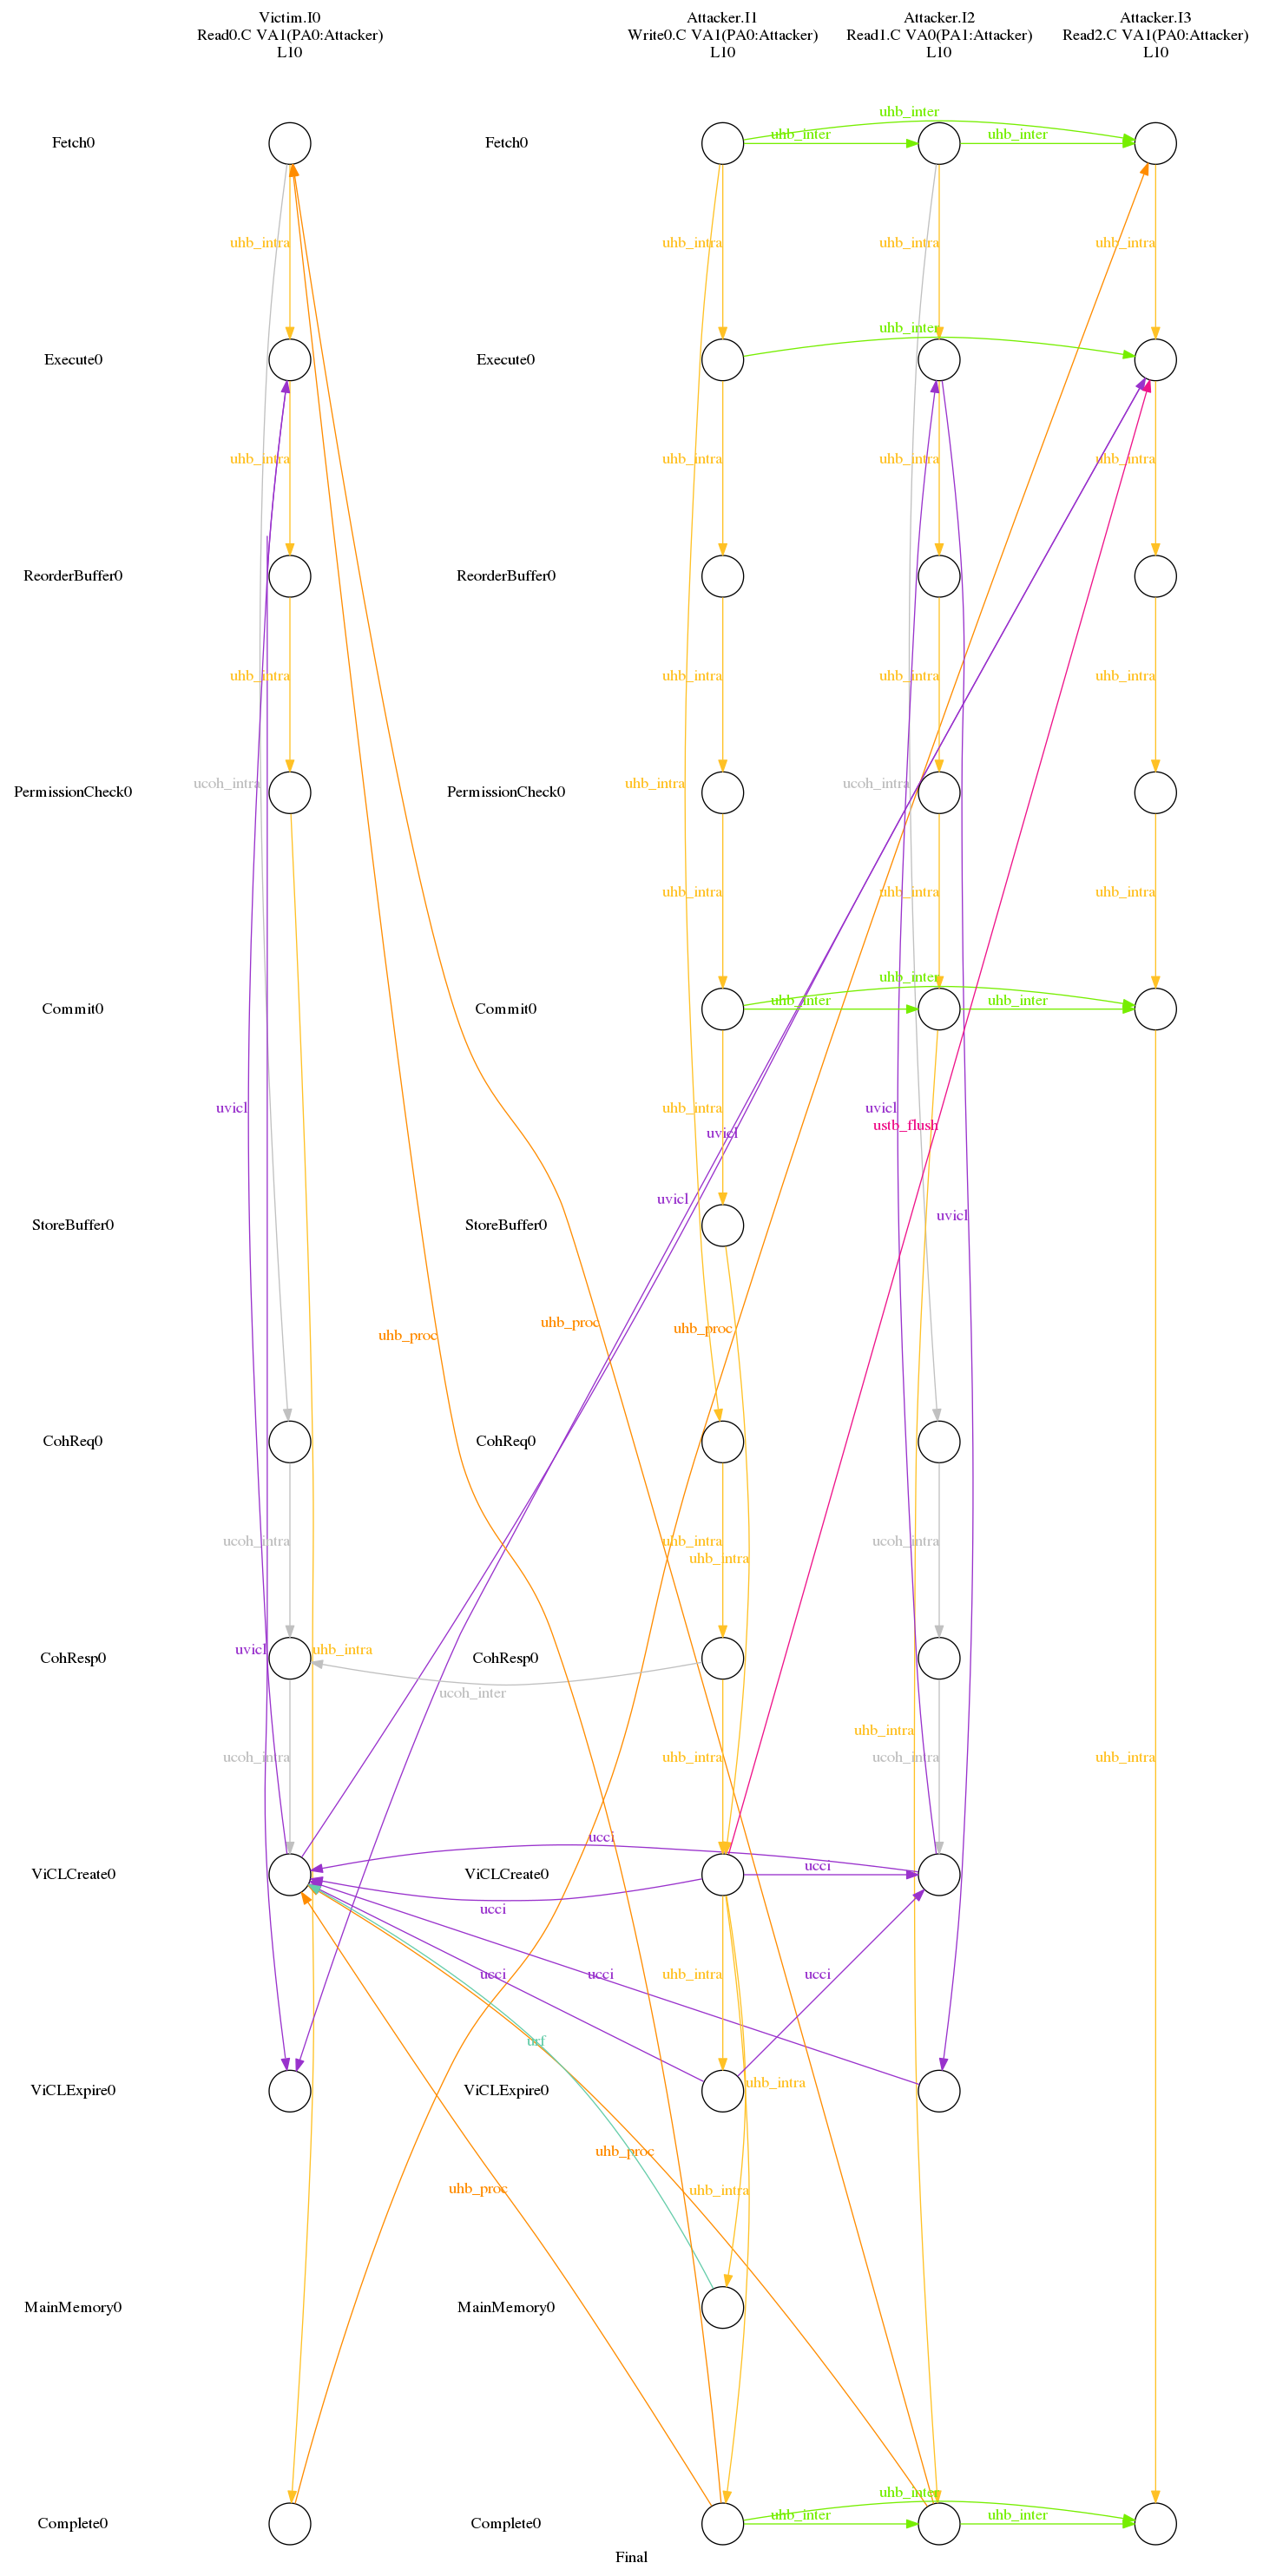 Victim.I0
Read0.C VA1(PA0:Attacker)
L10
Attacker.I1
Write0.C VA1(PA0:Attacker)
L10
Attacker.I2
Read1.C VA0(PA1:Attacker)
L10
Attacker.I3
Read2.C VA1(PA0:Attacker)
L10
uhb_inter
Fetch0
Fetch0
uhb_inter
uhb_inter
uhb_intra
uhb_intra
uhb_intra
uhb_intra
uhb_inter
Execute0
Execute0
uhb_intra
uhb_intra
uhb_intra
uhb_intra
ReorderBuffer0
ReorderBuffer0
uhb_intra
uhb_intra
uhb_intra
uhb_intra
ucoh_intra
uhb_intra
ucoh_intra
PermissionCheck0
PermissionCheck0
uhb_intra
uhb_intra
uhb_intra
uhb_inter
Commit0
Commit0
uhb_inter
uhb_inter
uvicl
uhb_intra
uvicl
ustb_flush
uvicl
uvicl
uvicl
StoreBuffer0
StoreBuffer0
uhb_proc
uhb_proc
uhb_proc
CohReq0
CohReq0
ucoh_intra
uhb_intra
ucoh_intra
uhb_intra
uvicl
uhb_intra
CohResp0
CohResp0
ucoh_inter
uhb_intra
ucoh_intra
uhb_intra
ucoh_intra
uhb_intra
ucci
ucci
ViCLCreate0
ViCLCreate0
ucci
ucci
ucci
uhb_intra
ucci
urf
uhb_intra
ViCLExpire0
ViCLExpire0
uhb_proc
uhb_proc
uhb_intra
MainMemory0
MainMemory0
uhb_inter
uhb_inter
uhb_inter
Complete0
Complete0
Final